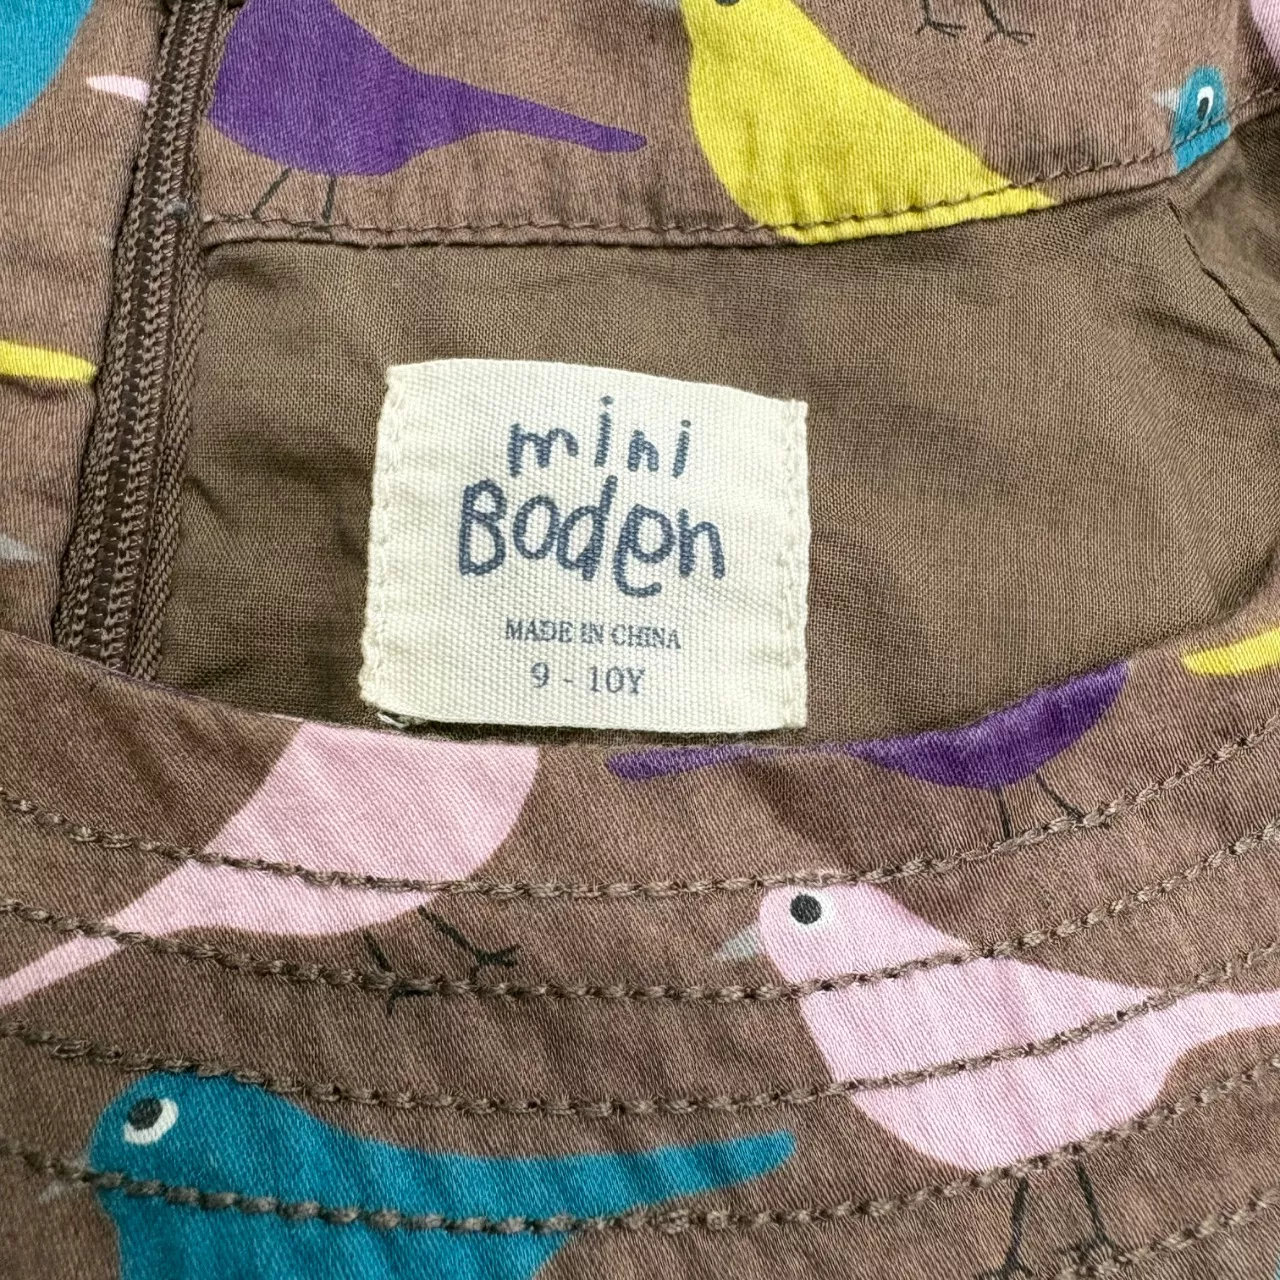 mini
Boden
MADE IN CHINA
9 - 10Y